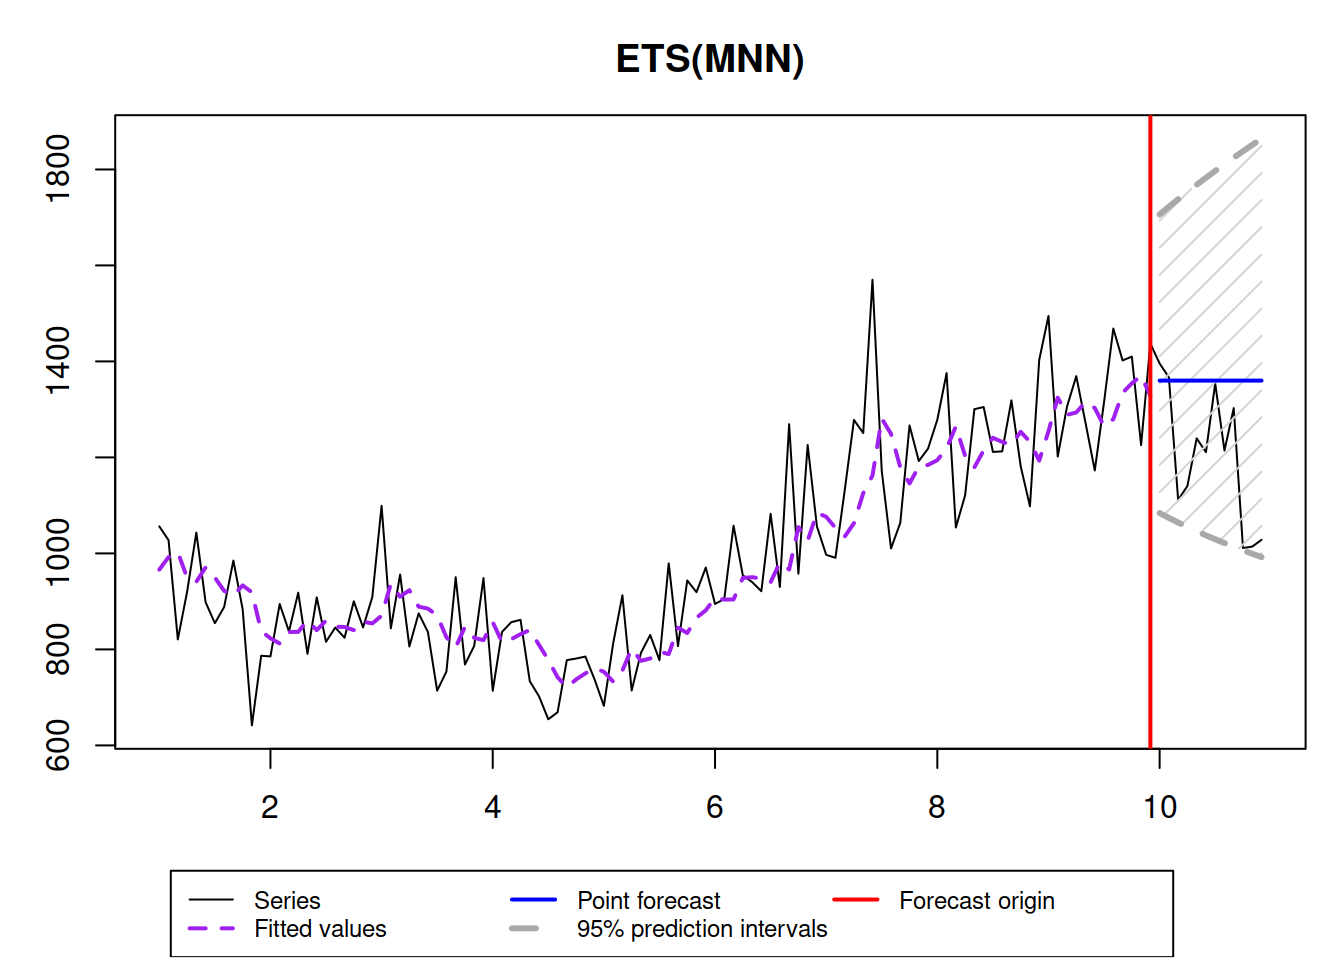 ETS(MNN)
1800
1400
1000
800
600
2 4 6 8 10
Series Point forecast Forecast origin
Fitted values 95% prediction intervals